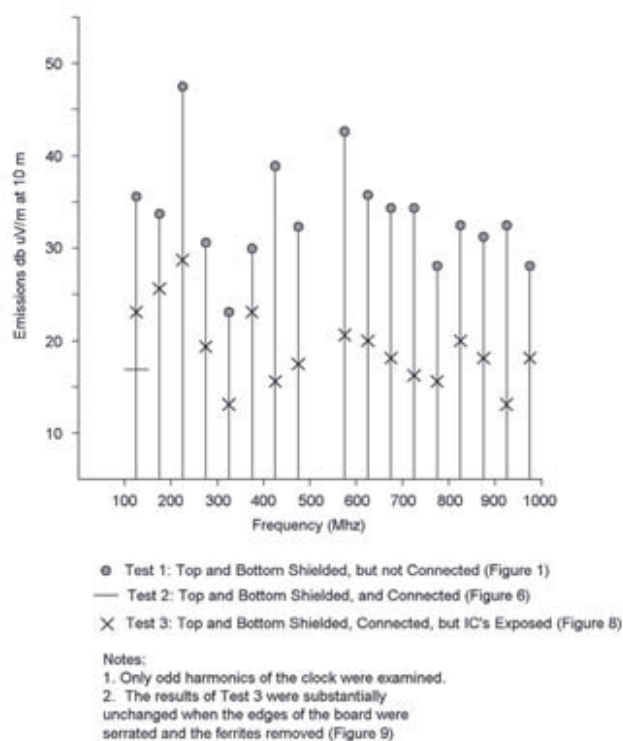 50
40
30
20
10
Emissions db uV/m at 10 m
100 200 300 400 500 600 700 800 900 1000
Frequency (Mhz)
Test 1: Top and Bottom Shielded, but not Connected (Figure 1)
Test 2: Top and Bottom Shielded, and Connected (Figure 6)
Test 3: Top and Bottom Shielded, Connected, but IC's Exposed (Figure 8)
Notes:
1. Only odd harmonics of the clock were examined.
2. The results of Test 3 were substantially
unchanged when the edges of the board were
serrated and the ferrites removed (Figure 9)